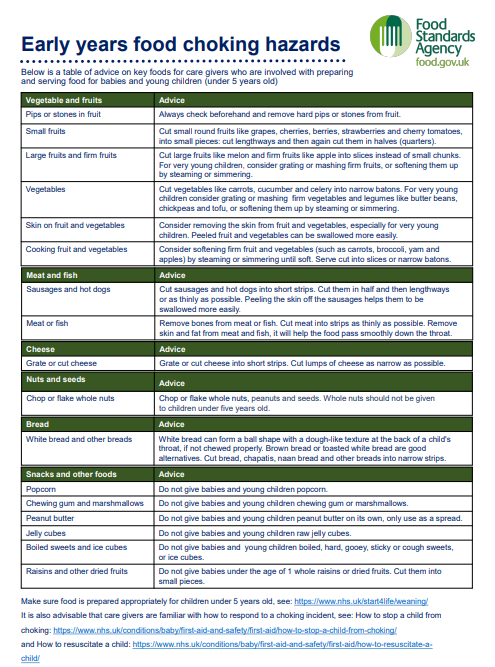 Early years food choking hazards
Food
Standards
Agency
food.gov.uk
Below is a table of advice on key foods for care givers who are involved with preparing
and serving food for babies and young children (under 5 years old)
Vegetable and fruits Advice
Pips or stones in fruit Always check beforehand and remove hard pips or stones from fruit.
Small fruits Cut small round fruits like grapes, cherries, berries, strawberries and cherry tomatoes,
into small pieces: cut lengthways and then again cut them in halves (quarters).
Large fruits and firm fruits Cut large fruits like melon and firm fruits like apple into slices instead of small chunks.
For very young children, consider grating or mashing firm fruits, or softening them up
by steaming or simmering.
Vegetables Cut vegetables like carrots, cucumber and celery into narrow batons. For very young
children consider grating or mashing firm vegetables and legumes like butter beans,
chickpeas and tofu, or softening them up by steaming or simmering.
Skin on fruit and vegetables Consider removing the skin from fruit and vegetables, especially for very young
children. Peeled fruit and vegetables can be swallowed more easily.
Cooking fruit and vegetables Consider softening firm fruit and vegetables (such as carrots, broccoli, yam and
apples) by steaming or simmering until soft. Serve cut into slices or narrow batons.
Meat and fish Advice
Sausages and hot dogs Cut sausages and hot dogs into short strips. Cut them in half and then lengthways
or as thinly as possible. Peeling the skin off the sausages helps them to be
swallowed more easily.
Meat or fish Remove bones from meat or fish. Cut meat into strips as thinly as possible. Remove
skin and fat from meat and fish, it will help the food pass smoothly down the throat.
Cheese Advice
Grate or cut cheese Grate or cut cheese into short strips. Cut lumps of cheese as narrow as possible.
Nuts and seeds Advice
Chop or flake whole nuts Chop or flake whole nuts, peanuts and seeds. Whole nuts should not be given
to children under five years old.
Bread Advice
White bread and other breads White bread can form a ball shape with a dough-like texture at the back of a child's
throat, if not chewed properly. Brown bread or toasted white bread are good
alternatives. Cut bread, chapatis, naan bread and other breads into narrow strips.
Snacks and other foods Advice
Popcorn Do not give babies and young children popcorn.
Chewing gum and marshmallows Do not give babies and young children chewing gum or marshmallows.
Peanut butter Do not give babies and young children peanut butter on its own, only use as a spread.
Jelly cubes Do not give babies and young children raw jelly cubes.
Boiled sweets and ice cubes Do not give babies and young children boiled, hard, gooey, sticky or cough sweets,
or ice cubes.
Raisins and other dried fruits Do not give babies under the age of 1 whole raisins or dried fruits. Cut them into
small pieces.
Make sure food is prepared appropriately for children under 5 years old, see: https://www.nhs.uk/start4life/weaning/
It is also advisable that care givers are familiar with how to respond to a choking incident, see: How to stop a child from
choking: https://www.nhs.uk/conditions/baby/first-aid-and-safety/first-aid/how-to-stop-a-child-from-choking/
and How to resuscitate a child: https://www.nhs.uk/conditions/baby/first-aid-and-safety/first-aid/how-to-resuscitate-a-
child/